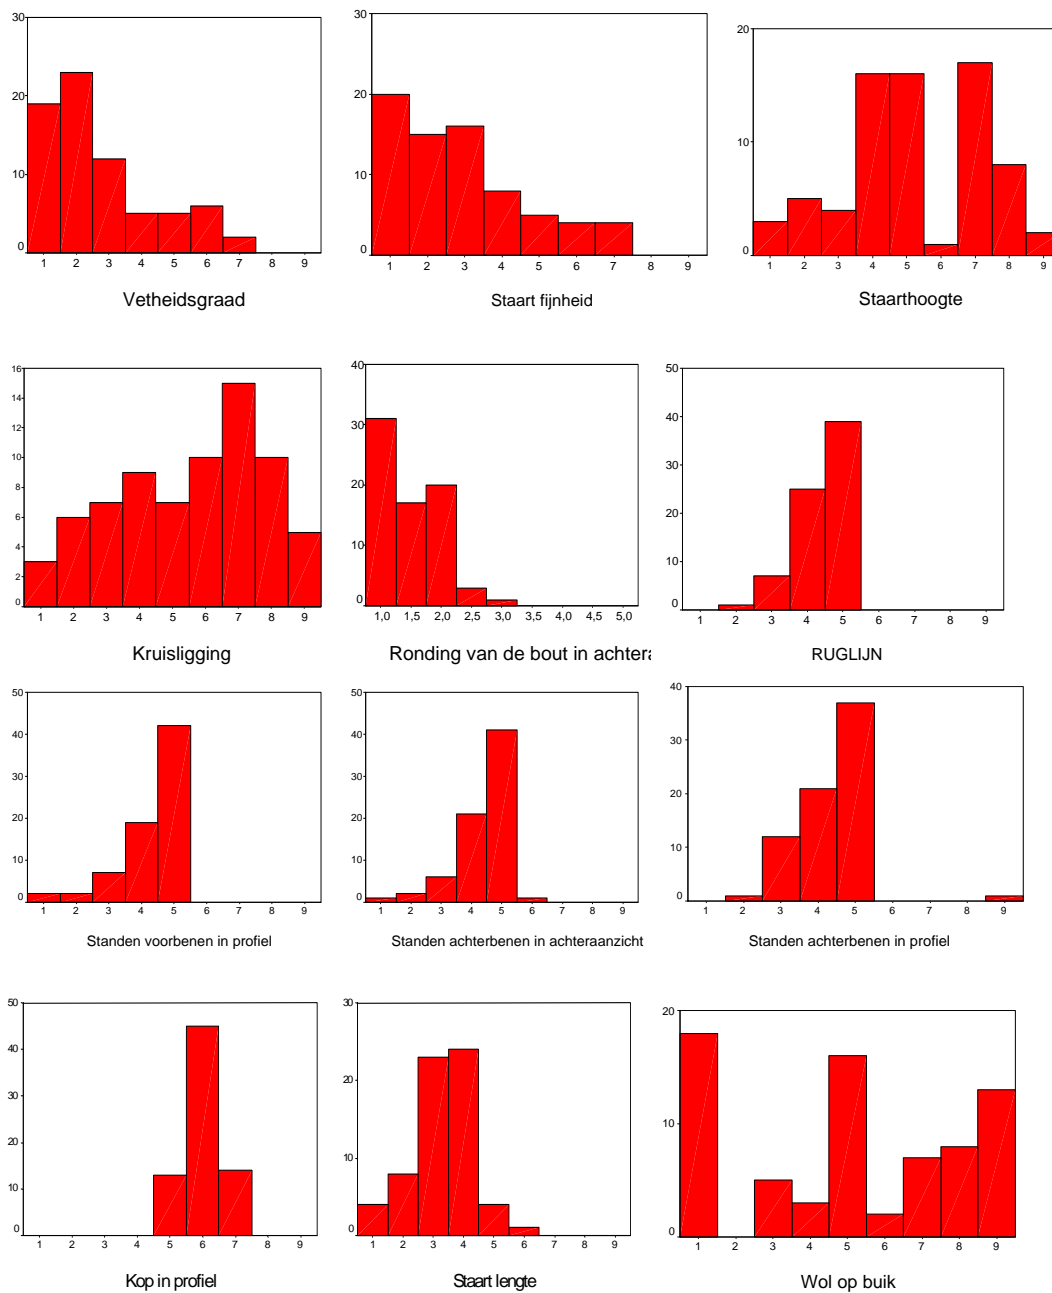 30
20
10
0
1 2 3 4 5 6 7 8 9
Vetheidsgraad
30
20
10
0
1 2 3 4 5 6 7 8 9
Staart fijnheid
20
10
0
1 2 3 4 5 6 7 8 9
Staarthoogte
16
14
12
10
8
6
4
2
0
1 2 3 4 5 6 7 8 9
Kruisligging
40
30
20
10
0
1,0 1,5 2,0 2,5 3,0 3,5 4,0 4,5 5,0
Ronding van de bout in achtera
50
40
30
20
10
0
1 2 3 4 5 6 7 8 9
RUGLIJN
50
40
30
20
10
0
1 2 3 4 5 6 7 8 9
Standen voorbenen in profiel
50
40
30
20
10
0
1 2 3 4 5 6 7 8 9
Standen achterbenen in achteraanzicht
40
30
20
10
0
1 2 3 4 5 6 7 8 9
Standen achterbenen in profiel
50
40
30
20
10
0
1 2 3 4 5 6 7 8 9
Kop in profiel
30
20
10
0
1 2 3 4 5 6 7 8 9
Staart lengte
20
10
0
1 2 3 4 5 6 7 8 9
Wol op buik